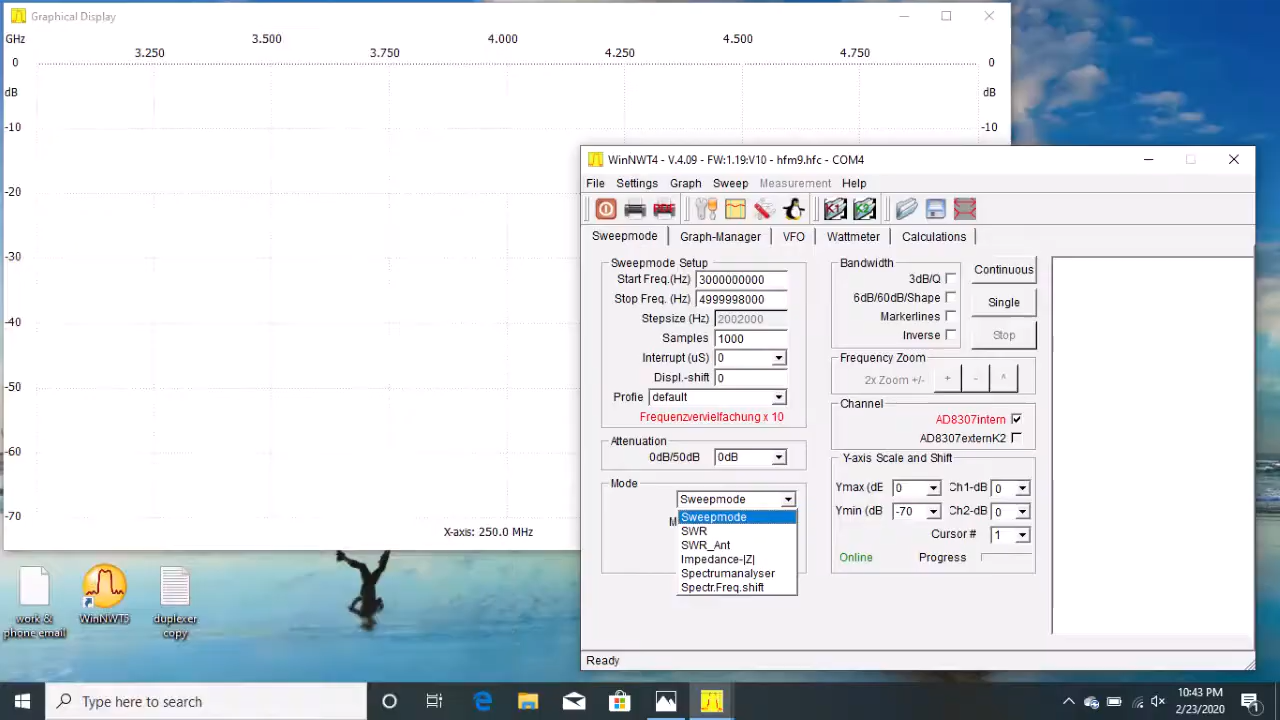 Graphical Display
GHz
3.250
3.500
3.750
4.000
4.250
4.500
4.750
0
0
dB
dB
-10
-10
-20
-30
-40
-50
-60
-70
X-axis: 250.0 MHz
WinNWT4 - V.4.09 - FW:1.19:V10 - hfm9.hfc - COM4
File Settings Graph Sweep Measurement Help
K1 K2
Sweepmode Graph-Manager VFO Wattmeter Calculations
Sweepmode Setup
Start Freq.(Hz) 3000000000
Stop Freq. (Hz) 4999998000
Stepsize (Hz) 2002000
Samples 1000
Interrupt (uS) 0
Displ.-shift 0
Profie default
Frequenzvervielfachung x 10
Attenuation
0dB/50dB 0dB
Mode
Sweepmode
M
Sweepmode
SWR
SWR_Ant
Impedance-|Z|
Spectrumanalyser
Spectr.Freq.shift
Bandwidth
3dB/Q
6dB/60dB/Shape
Markerlines
Inverse
Continuous
Single
Stop
Frequency Zoom
2x Zoom +/- + - ^
Channel
AD8307intern
AD8307externK2
Y-axis Scale and Shift
Ymax (dE 0 Ch1-dB 0
Ymin (dB -70 Ch2-dB 0
Cursor # 1
Online Progress
Ready
work & phone email
WinNWT5
duplexer copy
Type here to search
10:43 PM
2/23/2020
1